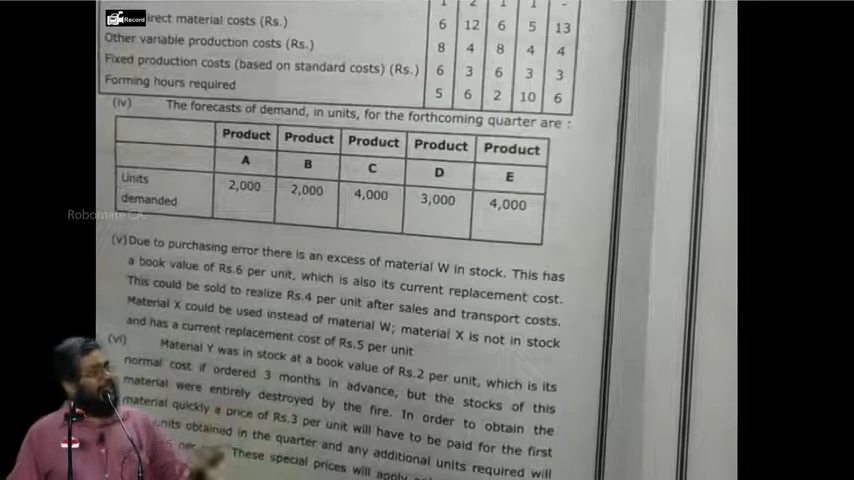 Record
1 2 1 1 -
irect material costs (Rs.) 6 12 6 5 13
Other variable production costs (Rs.) 8 4 8 4 4
Fixed production costs (based on standard costs) (Rs.) 6 3 6 3 3
Forming hours required 5 6 2 10 6
(iv) The forecasts of demand, in units, for the forthcoming quarter are :
Product Product Product Product Product
A B C D E
Units demanded 2,000 2,000 4,000 3,000 4,000
Robomate CA
(v) Due to purchasing error there is an excess of material W in stock. This has
a book value of Rs.6 per unit, which is also its current replacement cost.
This could be sold to realize Rs.4 per unit after sales and transport costs.
Material X could be used instead of material W; material X is not in stock
and has a current replacement cost of Rs.5 per unit
(vi) Material Y was in stock at a book value of Rs.2 per unit, which is its
normal cost if ordered 3 months in advance, but the stocks of this
material were entirely destroyed by the fire. In order to obtain the
material quickly a price of Rs.3 per unit will have to be paid for the first
units obtained in the quarter and any additional units required will
These special prices will apply